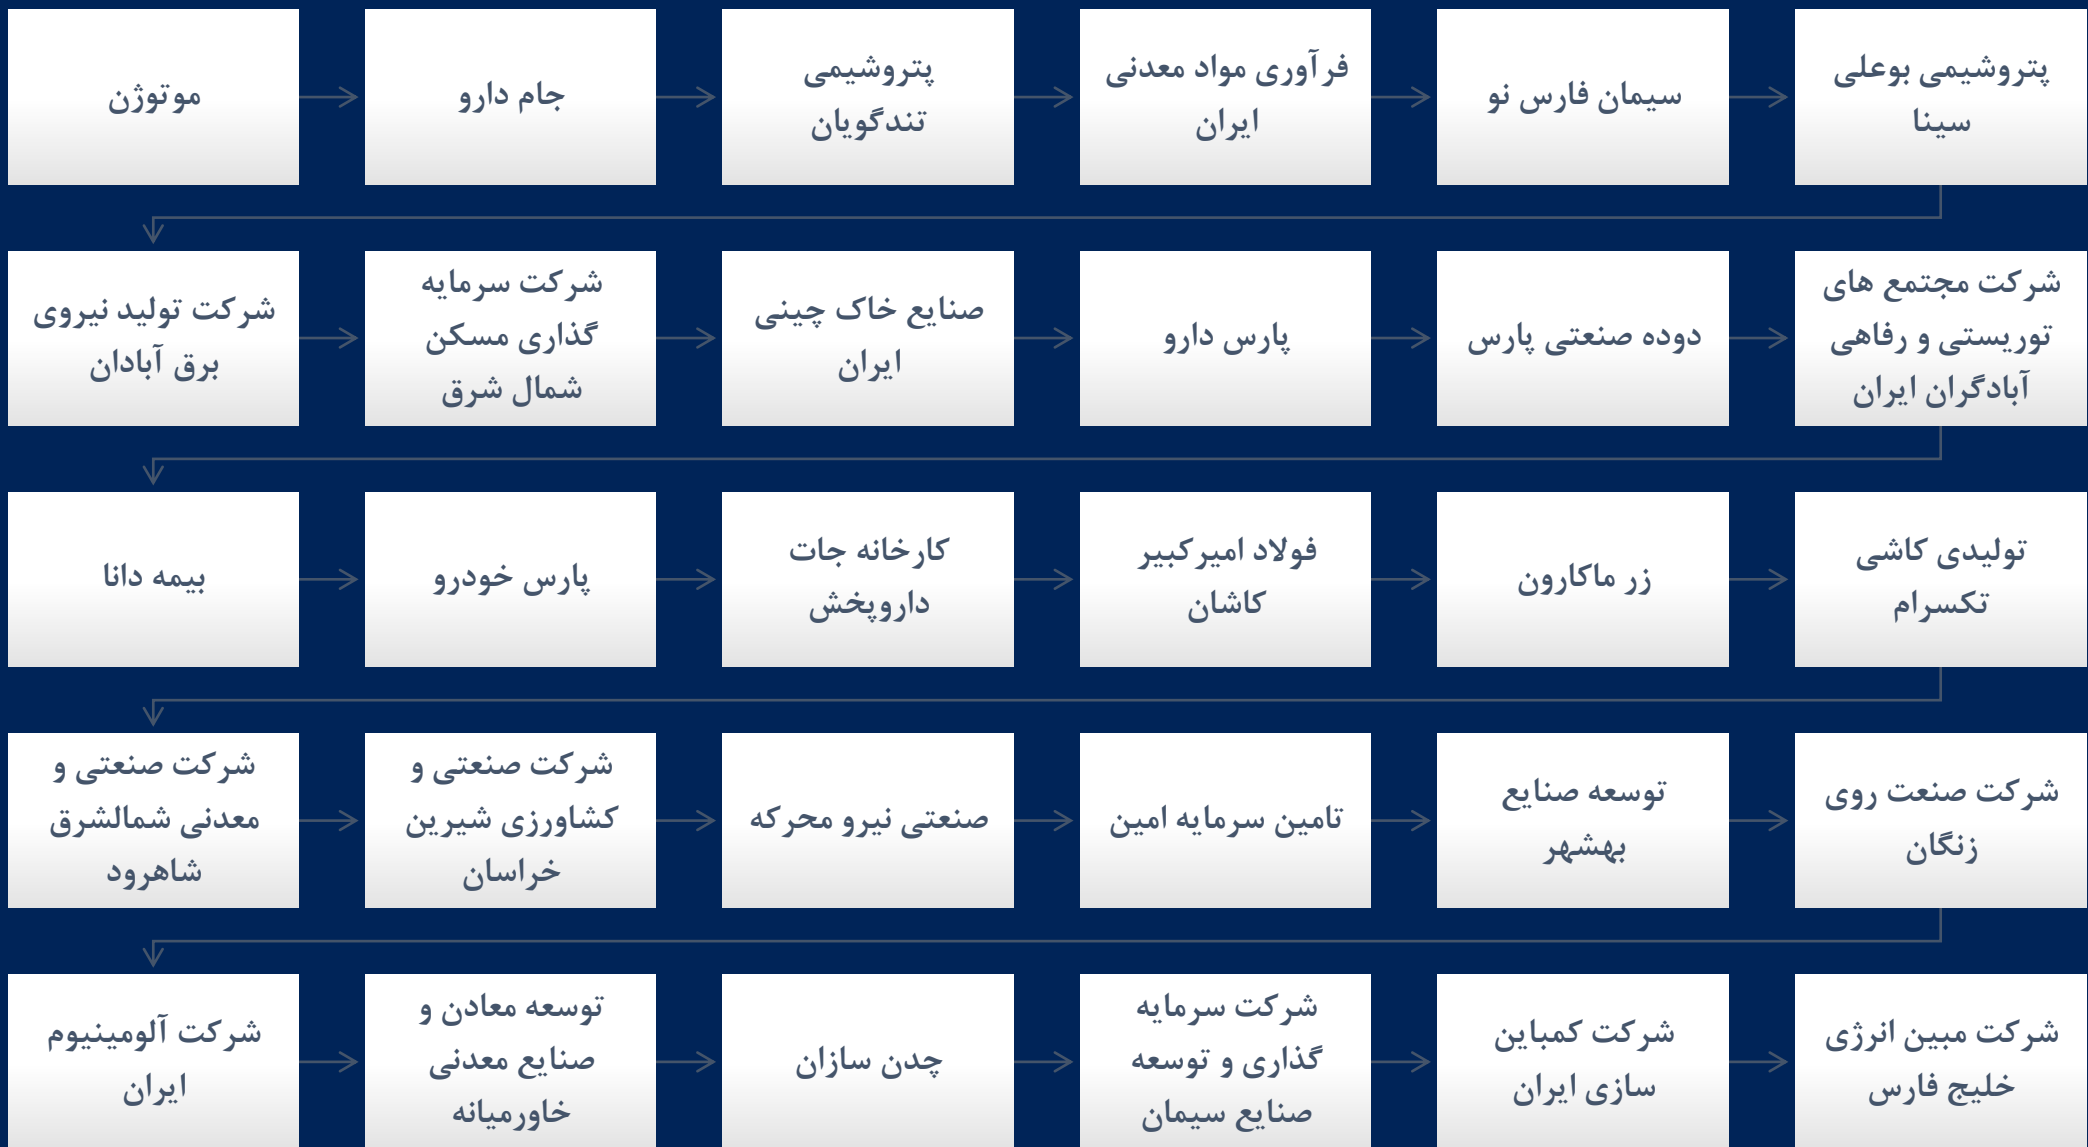 موتوژن
جام دارو
پتروشیمی
تندگویان
فرآوری مواد معدنی
ایران
سیمان فارس نو
پتروشیمی بوعلی
سینا
شرکت تولید نیروی
برق آبادان
شرکت سرمایه
گذاری مسکن
شمال شرق
صنایع خاک چینی
ایران
پارس دارو
دوده صنعتی پارس
شرکت مجتمع های
توریستی و رفاهی
آبادگران ایران
بیمه دانا
پارس خودرو
کارخانه جات
داروپخش
فولاد امیرکبیر
کاشان
زر ماکارون
تولیدی کاشی
تکسرام
شرکت صنعتی و
معدنی شمالشرق
شاهرود
شرکت صنعتی و
کشاورزی شیرین
خراسان
صنعتی نیرو محرکه
تامین سرمایه امین
توسعه صنایع
بهشهر
شرکت صنعت روی
زنگان
شرکت آلومینیوم
ایران
توسعه معادن و
صنایع معدنی
خاورمیانه
چدن سازان
شرکت سرمایه
گذاری و توسعه
صنایع سیمان
شرکت کمباین
سازی ایران
شرکت مبین انرژی
خلیج فارس